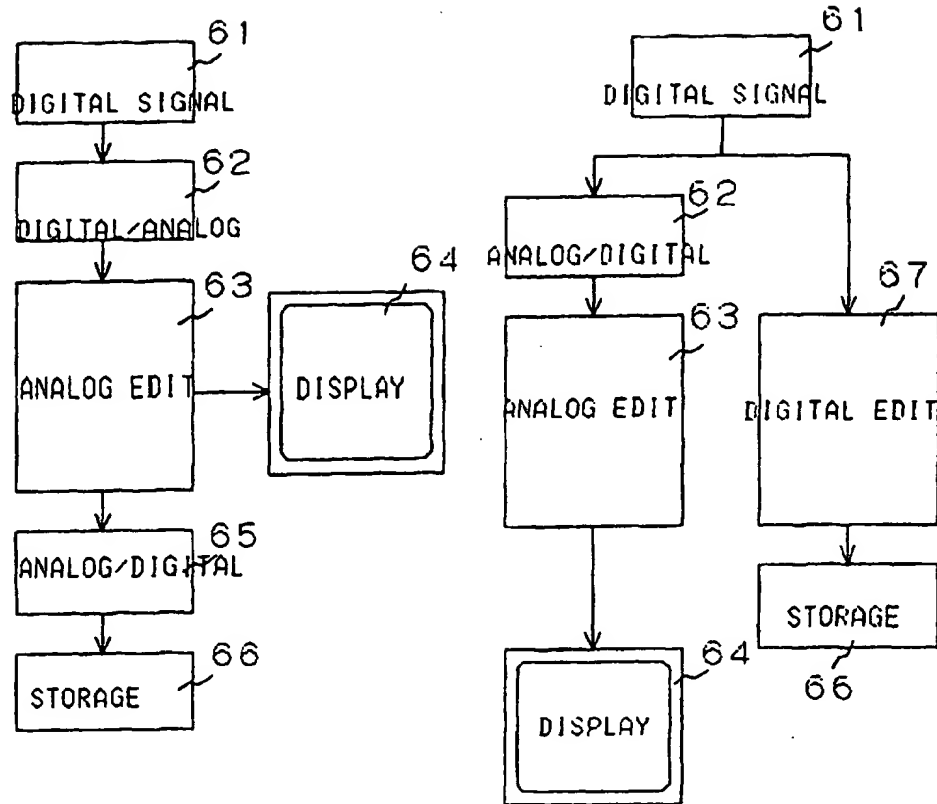 61
DIGITAL SIGNAL
62
DIGITAL/ANALOG
63
ANALOG EDIT
64
DISPLAY
65
ANALOG/DIGITAL
66
STORAGE
61
DIGITAL SIGNAL
62
ANALOG/DIGITAL
63
ANALOG EDIT
67
DIGITAL EDIT
STORAGE
66
64
DISPLAY